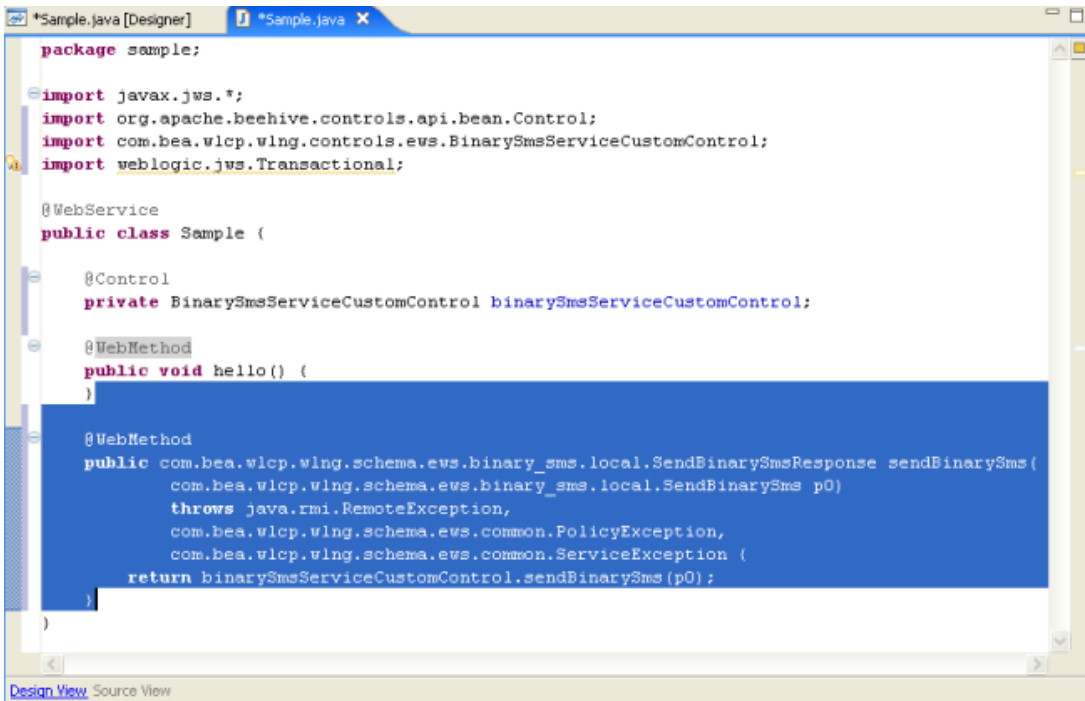 *Sample.java [Designer] *Sample.java
package sample;
import javax.jws.*;
import org.apache.beehive.controls.api.bean.Control;
import com.bea.wlcp.wlng.controls.ews.BinarySmsServiceCustomControl;
import weblogic.jws.Transactional;
@WebService
public class Sample {
@Control
private BinarySmsServiceCustomControl binarySmsServiceCustomControl;
@WebMethod
public void hello() {
}
@WebMethod
public com.bea.wlcp.wlng.schema.ews.binary_sms.local.SendBinarySmsResponse sendBinarySms(
com.bea.wlcp.wlng.schema.ews.binary_sms.local.SendBinarySms p0)
throws java.rmi.RemoteException,
com.bea.wlcp.wlng.schema.ews.common.PolicyException,
com.bea.wlcp.wlng.schema.ews.common.ServiceException {
return binarySmsServiceCustomControl.sendBinarySms(p0);
}
}
Design View Source View